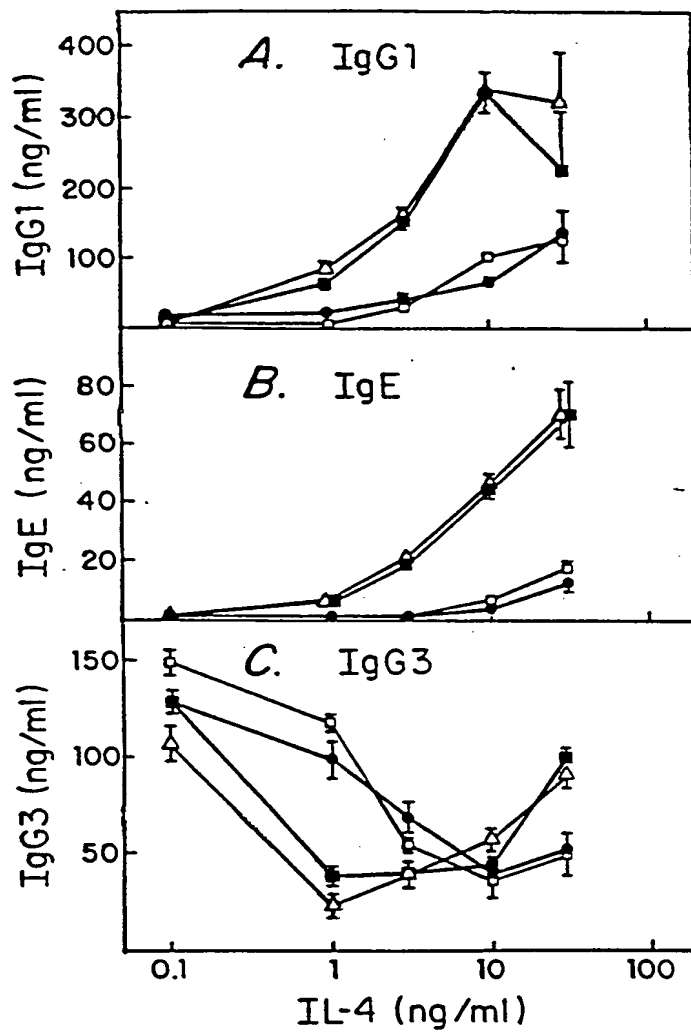 A. IgG1
IgG1 (ng/ml)
400
300
200
100
B. IgE
IgE (ng/ml)
80
60
40
20
C. IgG3
IgG3 (ng/ml)
150
100
50
0.1 1 10 100
IL-4 (ng/ml)